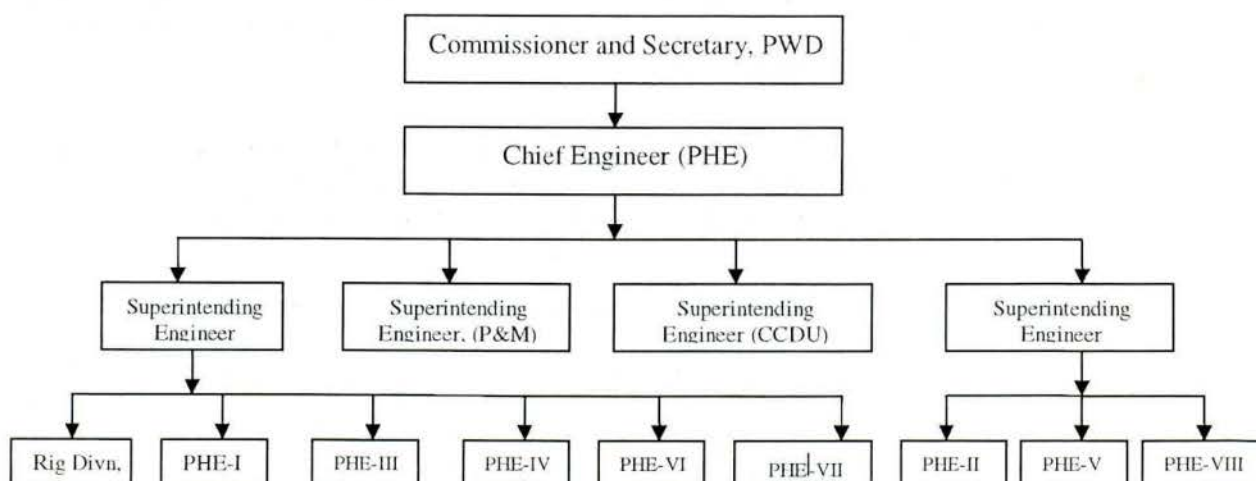 Commissioner and Secretary, PWD
Chief Engineer (PHE)
Superintending
Engineer
Superintending
Engineer, (P&M)
Superintending
Engineer (CCDU)
Superintending
Engineer
Rig Divn,
PHE-I
PHE-III
PHE-IV
PHE-VI
PHE-VII
PHE-II
PHE-V
PHE-VIII